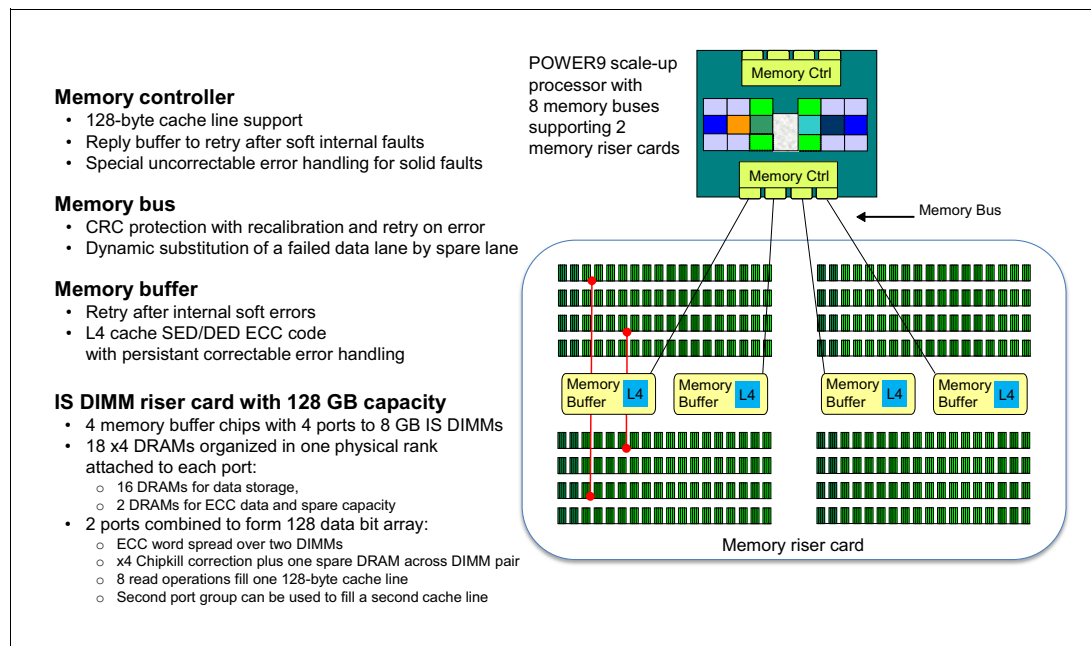 Memory controller
• 128-byte cache line support
• Reply buffer to retry after soft internal faults
• Special uncorrectable error handling for solid faults
Memory bus
• CRC protection with recalibration and retry on error
• Dynamic substitution of a failed data lane by spare lane
Memory buffer
• Retry after internal soft errors
• L4 cache SED/DED ECC code
with persistant correctable error handling
IS DIMM riser card with 128 GB capacity
• 4 memory buffer chips with 4 ports to 8 GB IS DIMMs
• 18 x4 DRAMs organized in one physical rank
attached to each port:
o 16 DRAMs for data storage,
o 2 DRAMs for ECC data and spare capacity
• 2 ports combined to form 128 data bit array:
o ECC word spread over two DIMMs
o x4 Chipkill correction plus one spare DRAM across DIMM pair
o 8 read operations fill one 128-byte cache line
o Second port group can be used to fill a second cache line
POWER9 scale-up
processor with
8 memory buses
supporting 2
memory riser cards
Memory Ctrl
Memory Ctrl
Memory Bus
Memory
Buffer
L4
Memory
Buffer
L4
Memory
Buffer
L4
Memory
Buffer
L4
Memory riser card